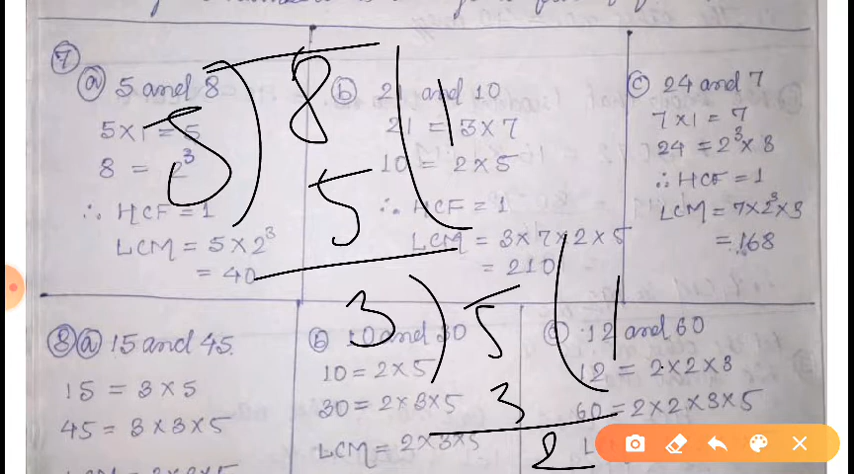 7
a 5 and 8
5×1 = 5
8 = 2³
∴ HCF = 1
LCM = 5×2³
= 40
b 21 and 10
21 = 3×7
10 = 2×5
∴ HCF = 1
LCM = 3×7×2×5
= 210
c 24 and 7
7×1 = 7
24 = 2³×3
∴ HCF = 1
LCM = 7×2³×3
= 168
5) 8 (1
5
3) 5 (1
3
2
8 a 15 and 45.
15 = 3×5
45 = 3×3×5
b 10 and 30
10 = 2×5
30 = 2×3×5
LCM = 2×3×5
c 12 and 60
12 = 2×2×3
60 = 2×2×3×5